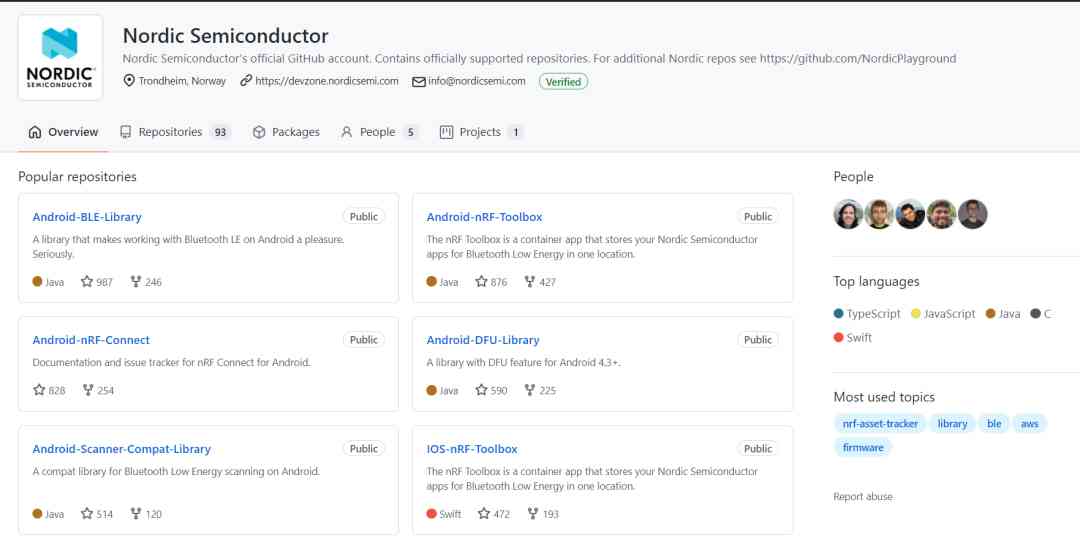 NORDIC
SEMICONDUCTOR
Nordic Semiconductor
Nordic Semiconductor's official GitHub account. Contains officially supported repositories. For additional Nordic repos see https://github.com/NordicPlayground
Trondheim, Norway https://devzone.nordicsemi.com info@nordicsemi.com Verified
Overview Repositories 93 Packages People 5 Projects 1
Popular repositories
Android-BLE-Library Public
A library that makes working with Bluetooth LE on Android a pleasure.
Seriously.
Java 987 246
Android-nRF-Toolbox Public
The nRF Toolbox is a container app that stores your Nordic Semiconductor
apps for Bluetooth Low Energy in one location.
Java 876 427
Android-nRF-Connect Public
Documentation and issue tracker for nRF Connect for Android.
828 254
Android-DFU-Library Public
A library with DFU feature for Android 4.3+.
Java 590 225
Android-Scanner-Compat-Library Public
A compat library for Bluetooth Low Energy scanning on Android.
Java 514 120
IOS-nRF-Toolbox Public
The nRF Toolbox is a container app that stores your Nordic Semiconductor
apps for Bluetooth Low Energy in one location.
Swift 472 193
People
Top languages
TypeScript JavaScript Java C
Swift
Most used topics
nrf-asset-tracker library ble aws
firmware
Report abuse